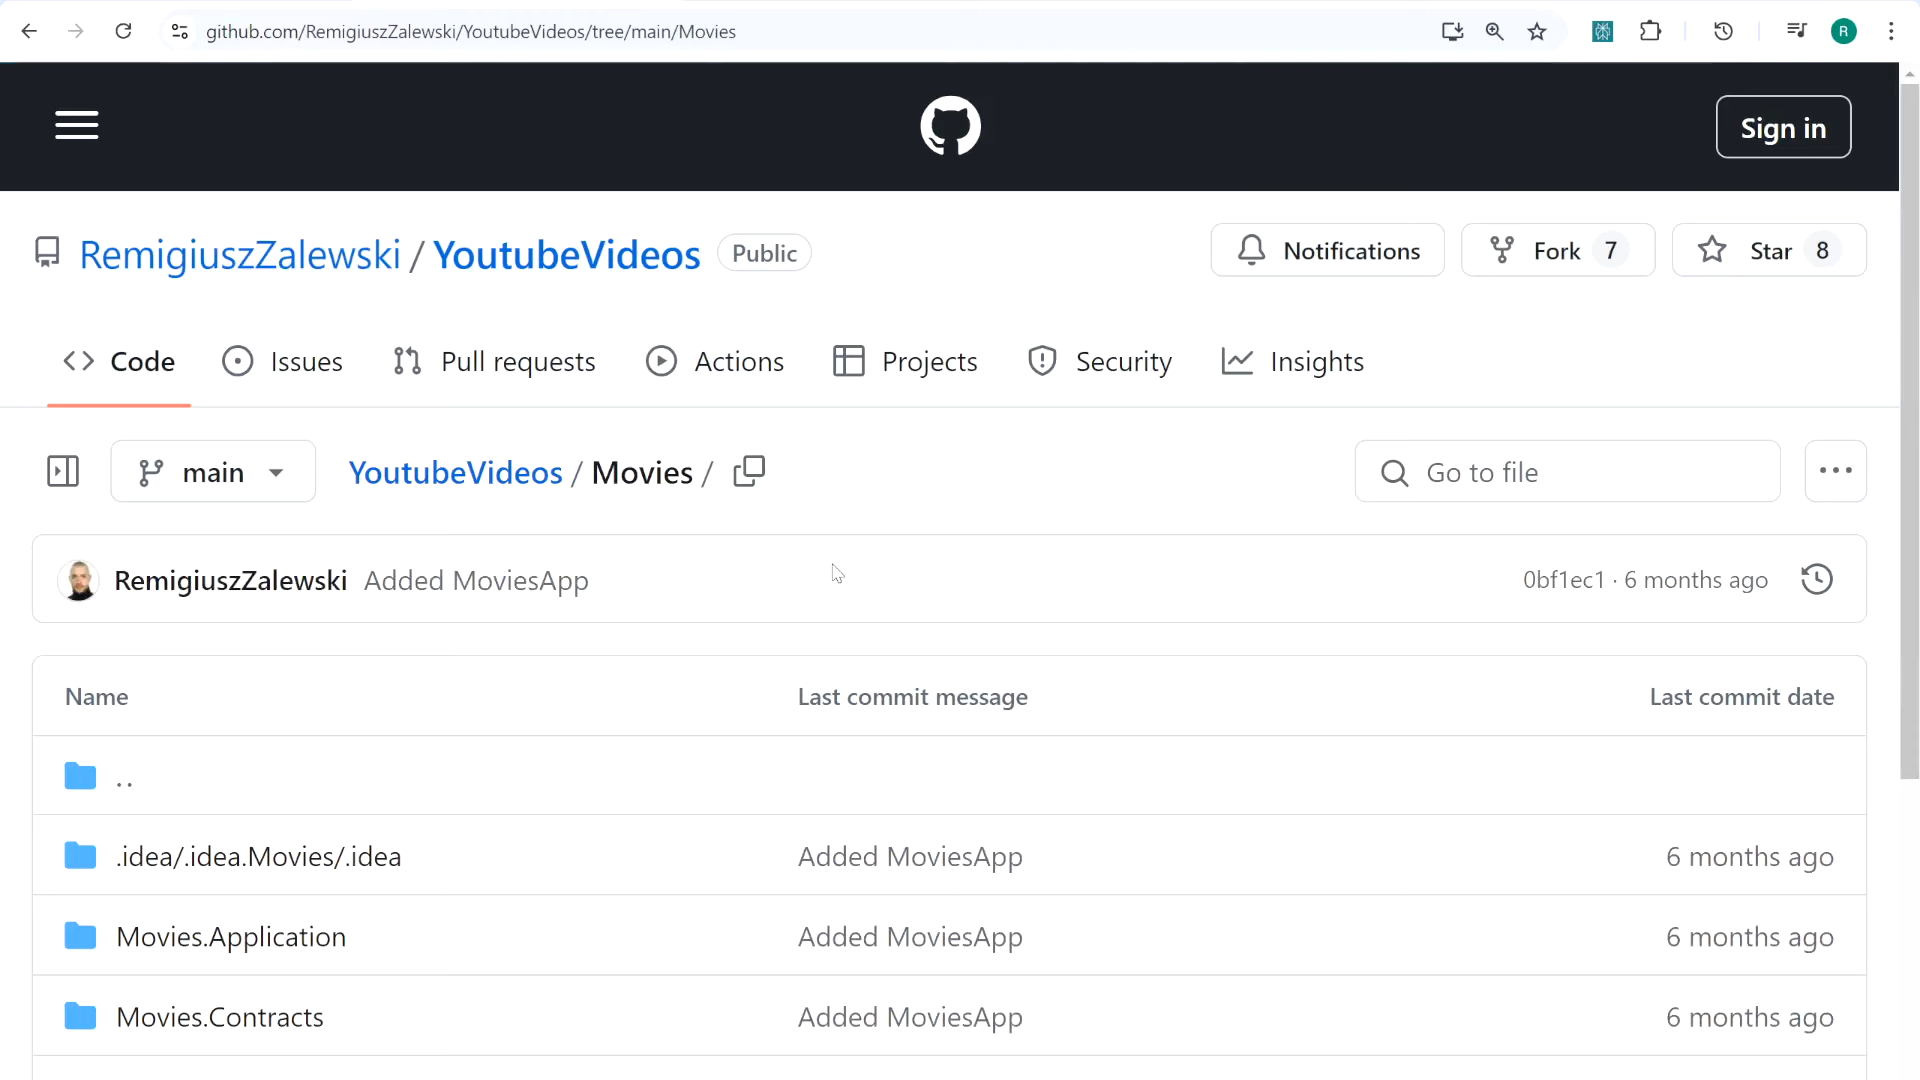 github.com/RemigiuszZalewski/YoutubeVideos/tree/main/Movies
R
Sign in
RemigiuszZalewski / YoutubeVideos Public
Notifications Fork 7 Star 8
Code Issues Pull requests Actions Projects Security Insights
main YoutubeVideos / Movies / Go to file
RemigiuszZalewski Added MoviesApp 0bf1ec1 · 6 months ago
Name Last commit message Last commit date
..
.idea/.idea.Movies/.idea Added MoviesApp 6 months ago
Movies.Application Added MoviesApp 6 months ago
Movies.Contracts Added MoviesApp 6 months ago